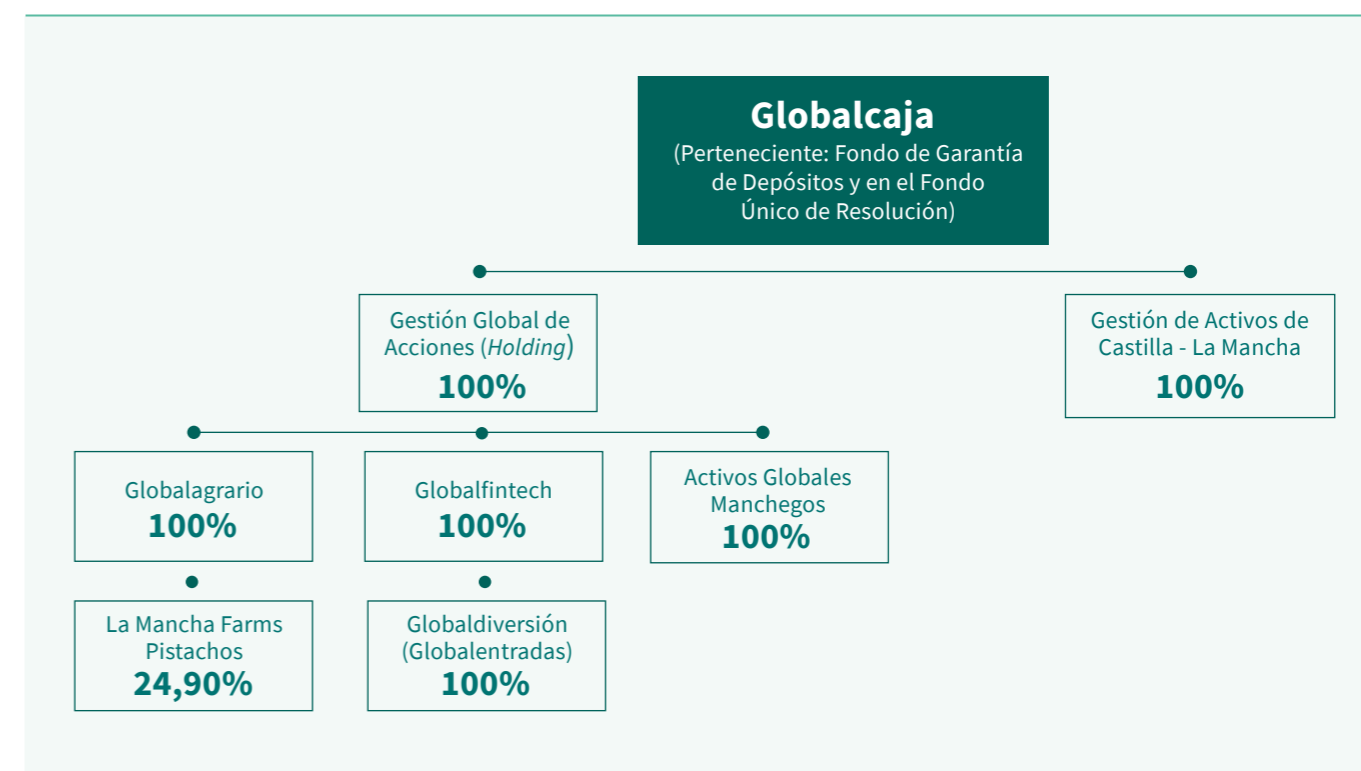 Globalcaja
(Perteneciente: Fondo de Garantía
de Depósitos y en el Fondo
Único de Resolución)
Gestión Global de
Acciones (Holding)
100%
Gestión de Activos de
Castilla - La Mancha
100%
Globalagrario
100%
Globalfintech
100%
Activos Globales
Manchegos
100%
La Mancha Farms
Pistachos
24,90%
Globaldiversión
(Globalentradas)
100%